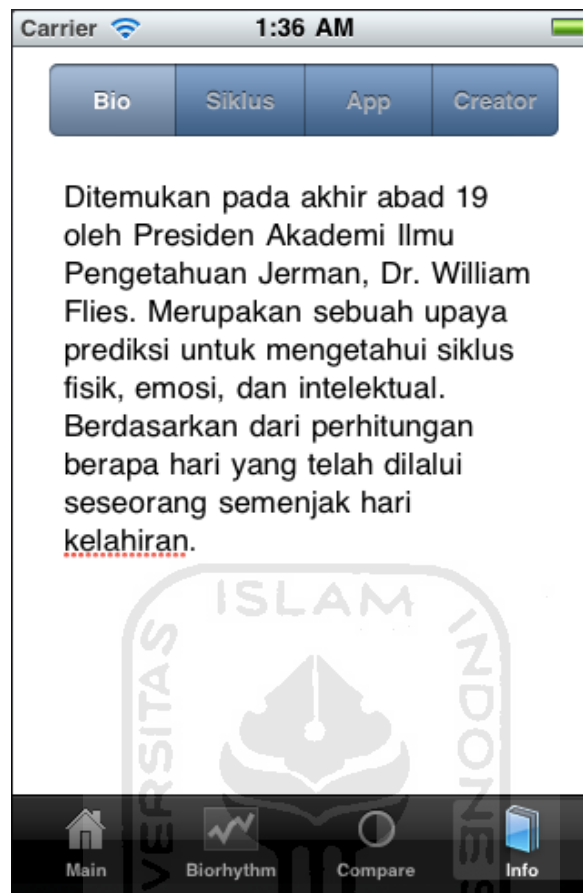 Carrier 1:36 AM
Bio Siklus App Creator
Ditemukan pada akhir abad 19
oleh Presiden Akademi Ilmu
Pengetahuan Jerman, Dr. William
Flies. Merupakan sebuah upaya
prediksi untuk mengetahui siklus
fisik, emosi, dan intelektual.
Berdasarkan dari perhitungan
berapa hari yang telah dilalui
seseorang semenjak hari
kelahiran.
ISLAM
Main Biorhythm Compare Info